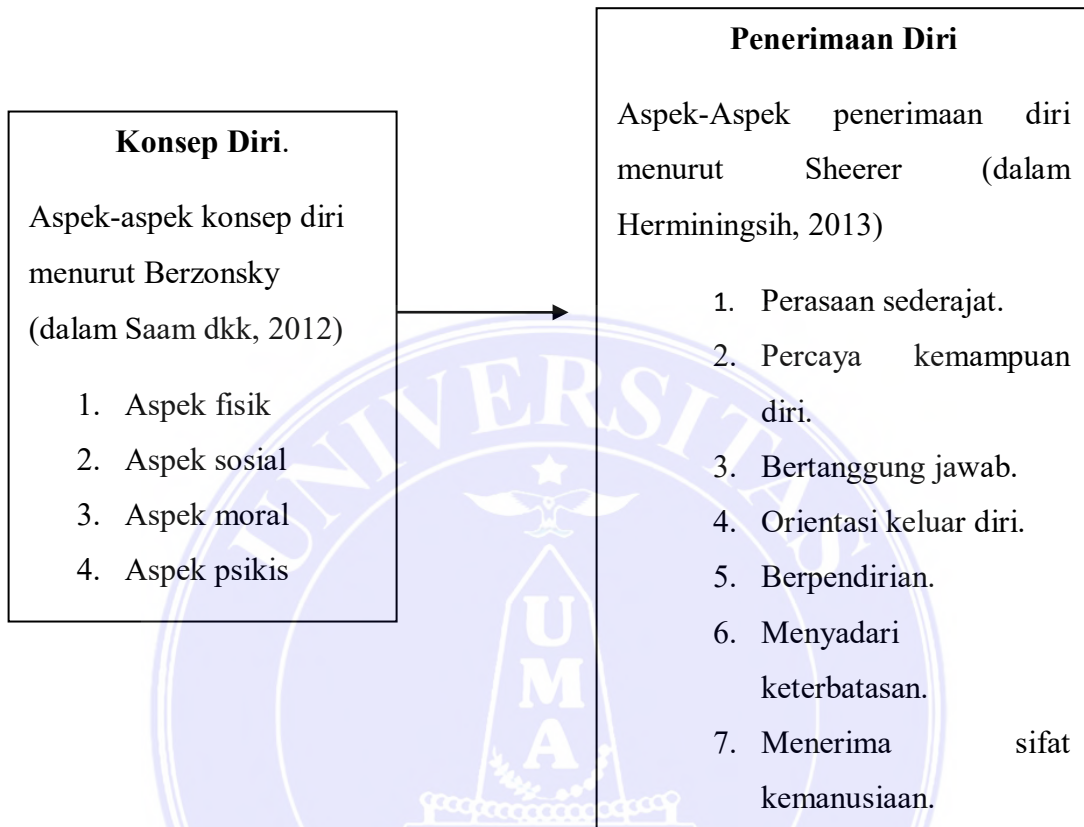 Konsep Diri.
Aspek-aspek konsep diri
menurut Berzonsky
(dalam Saam dkk, 2012)
1. Aspek fisik
2. Aspek sosial
3. Aspek moral
4. Aspek psikis
Penerimaan Diri
Aspek-Aspek penerimaan diri
menurut Sheerer (dalam
Herminingsih, 2013)
1. Perasaan sederajat.
2. Percaya kemampuan
diri.
3. Bertanggung jawab.
4. Orientasi keluar diri.
5. Berpendirian.
6. Menyadari
keterbatasan.
7. Menerima sifat
kemanusiaan.
UNIVERSITAS
UMA